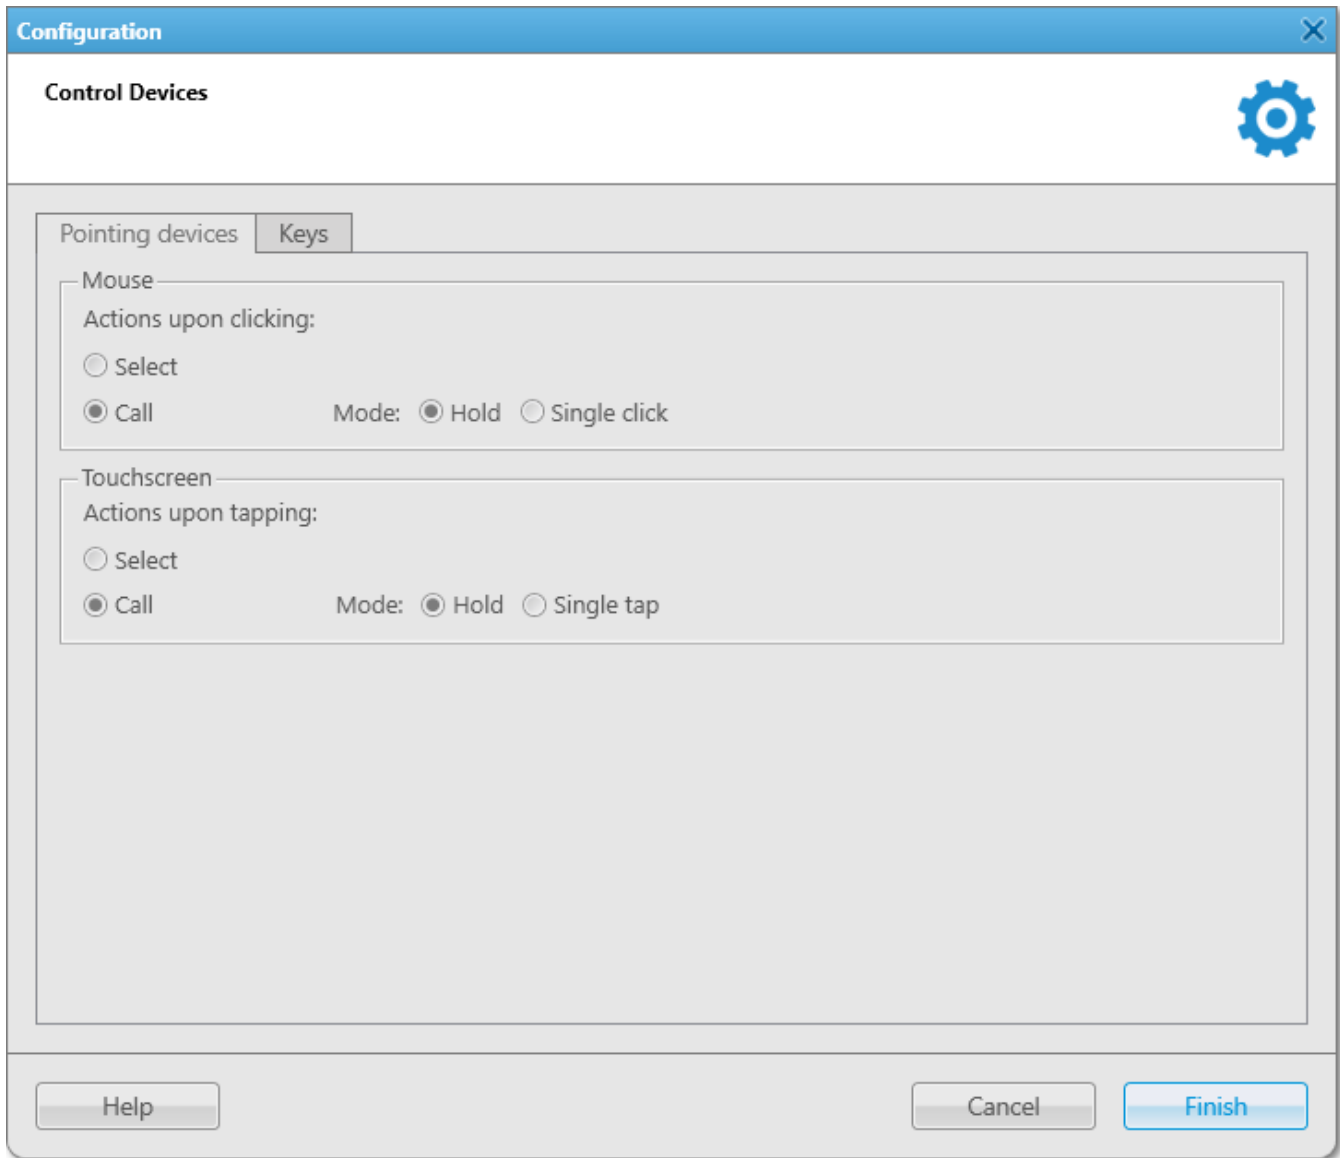 Configuration
Control Devices
Pointing devices Keys
Mouse
Actions upon clicking:
Select
Call Mode: Hold Single click
Touchscreen
Actions upon tapping:
Select
Call Mode: Hold Single tap
Help Cancel Finish